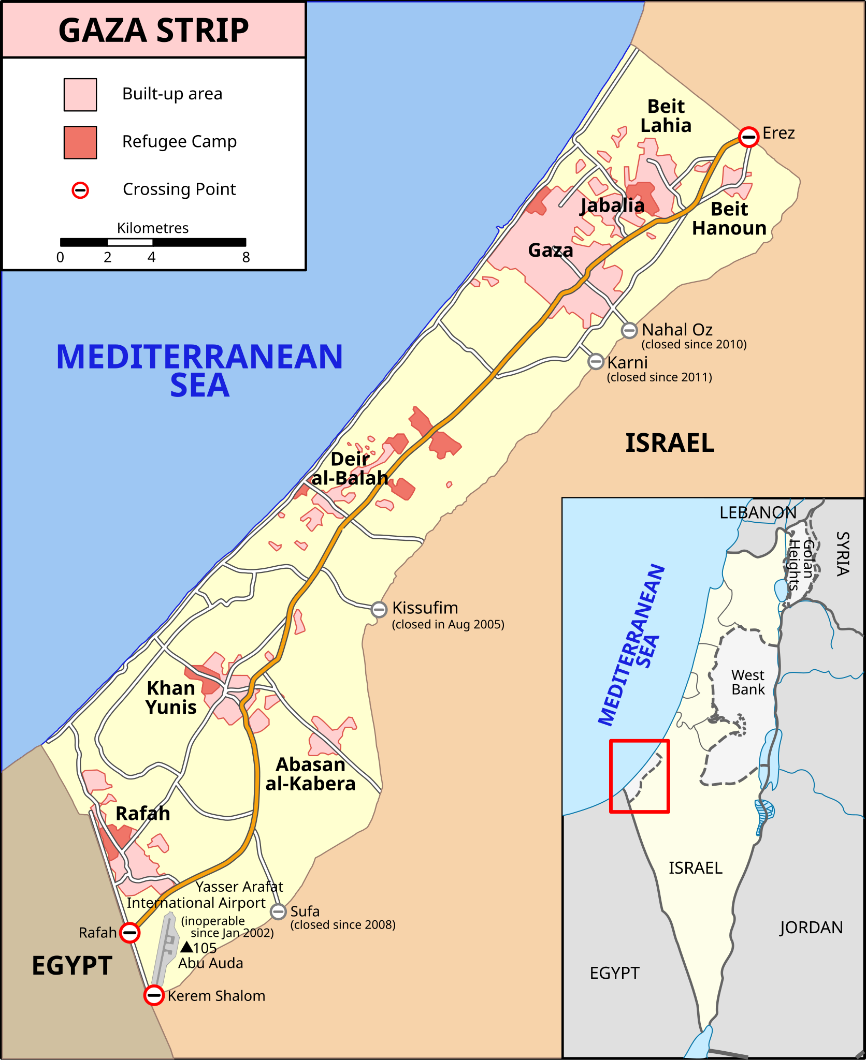 GAZA STRIP
Built-up area
Refugee Camp
Crossing Point
Kilometres
0 2 4 8
Beit
Lahia
Erez
Jabalia
Beit
Hanoun
Gaza
Nahal Oz
(closed since 2010)
Karni
(closed since 2011)
MEDITERRANEAN
SEA
ISRAEL
Deir
al-Balah
Kissufim
(closed in Aug 2005)
Khan
Yunis
Abasan
al-Kabera
Rafah
Yasser Arafat
International Airport
(inoperable
since Jan 2002)
Sufa
(closed since 2008)
Rafah
105
Abu Auda
EGYPT
Kerem Shalom
LEBANON
SYRIA
Golan
Heights
MEDITERRANEAN
SEA
West
Bank
ISRAEL
JORDAN
EGYPT